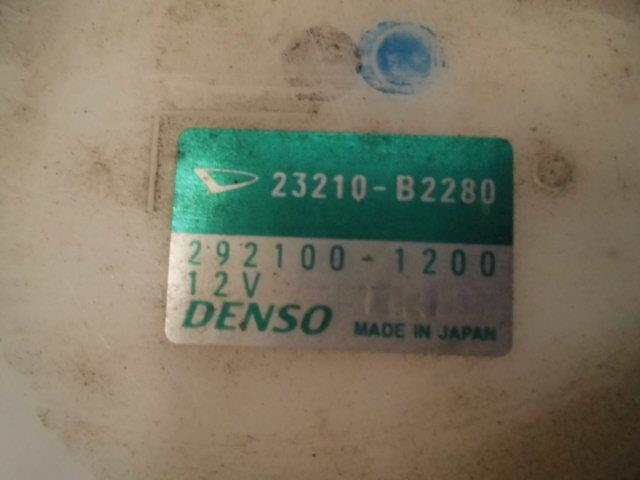 23210-B2280
292100-1200
12V
DENSO MADE IN JAPAN